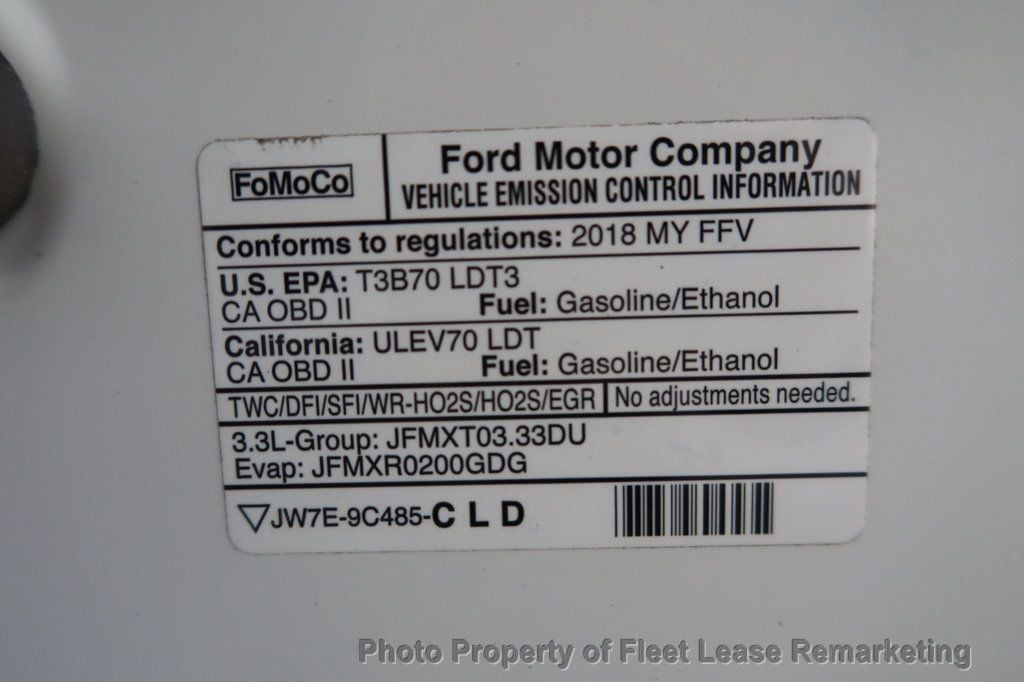 FoMoCo
Ford Motor Company
VEHICLE EMISSION CONTROL INFORMATION
Conforms to regulations: 2018 MY FFV
U.S. EPA: T3B70 LDT3
CA OBD II Fuel: Gasoline/Ethanol
California: ULEV70 LDT
CA OBD II Fuel: Gasoline/Ethanol
TWC/DFI/SFI/WR-HO2S/HO2S/EGR No adjustments needed.
3.3L-Group: JFMXT03.33DU
Evap: JFMXR0200GDG
JW7E-9C485-C L D
Photo Property of Fleet Lease Remarketing